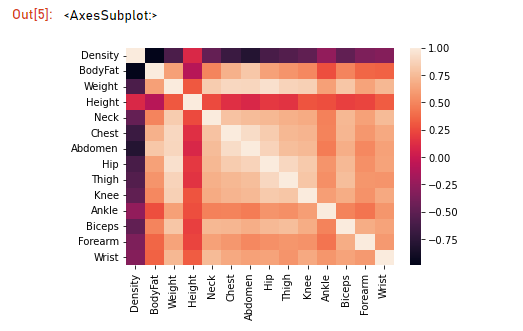 Out[5]: <AxesSubplot:>
Density
BodyFat
Weight
Height
Neck
Chest
Abdomen
Hip
Thigh
Knee
Ankle
Biceps
Forearm
Wrist
Density
BodyFat
Weight
Height
Neck
Chest
Abdomen
Hip
Thigh
Knee
Ankle
Biceps
Forearm
Wrist
1.00
0.75
0.50
0.25
0.00
−0.25
−0.50
−0.75